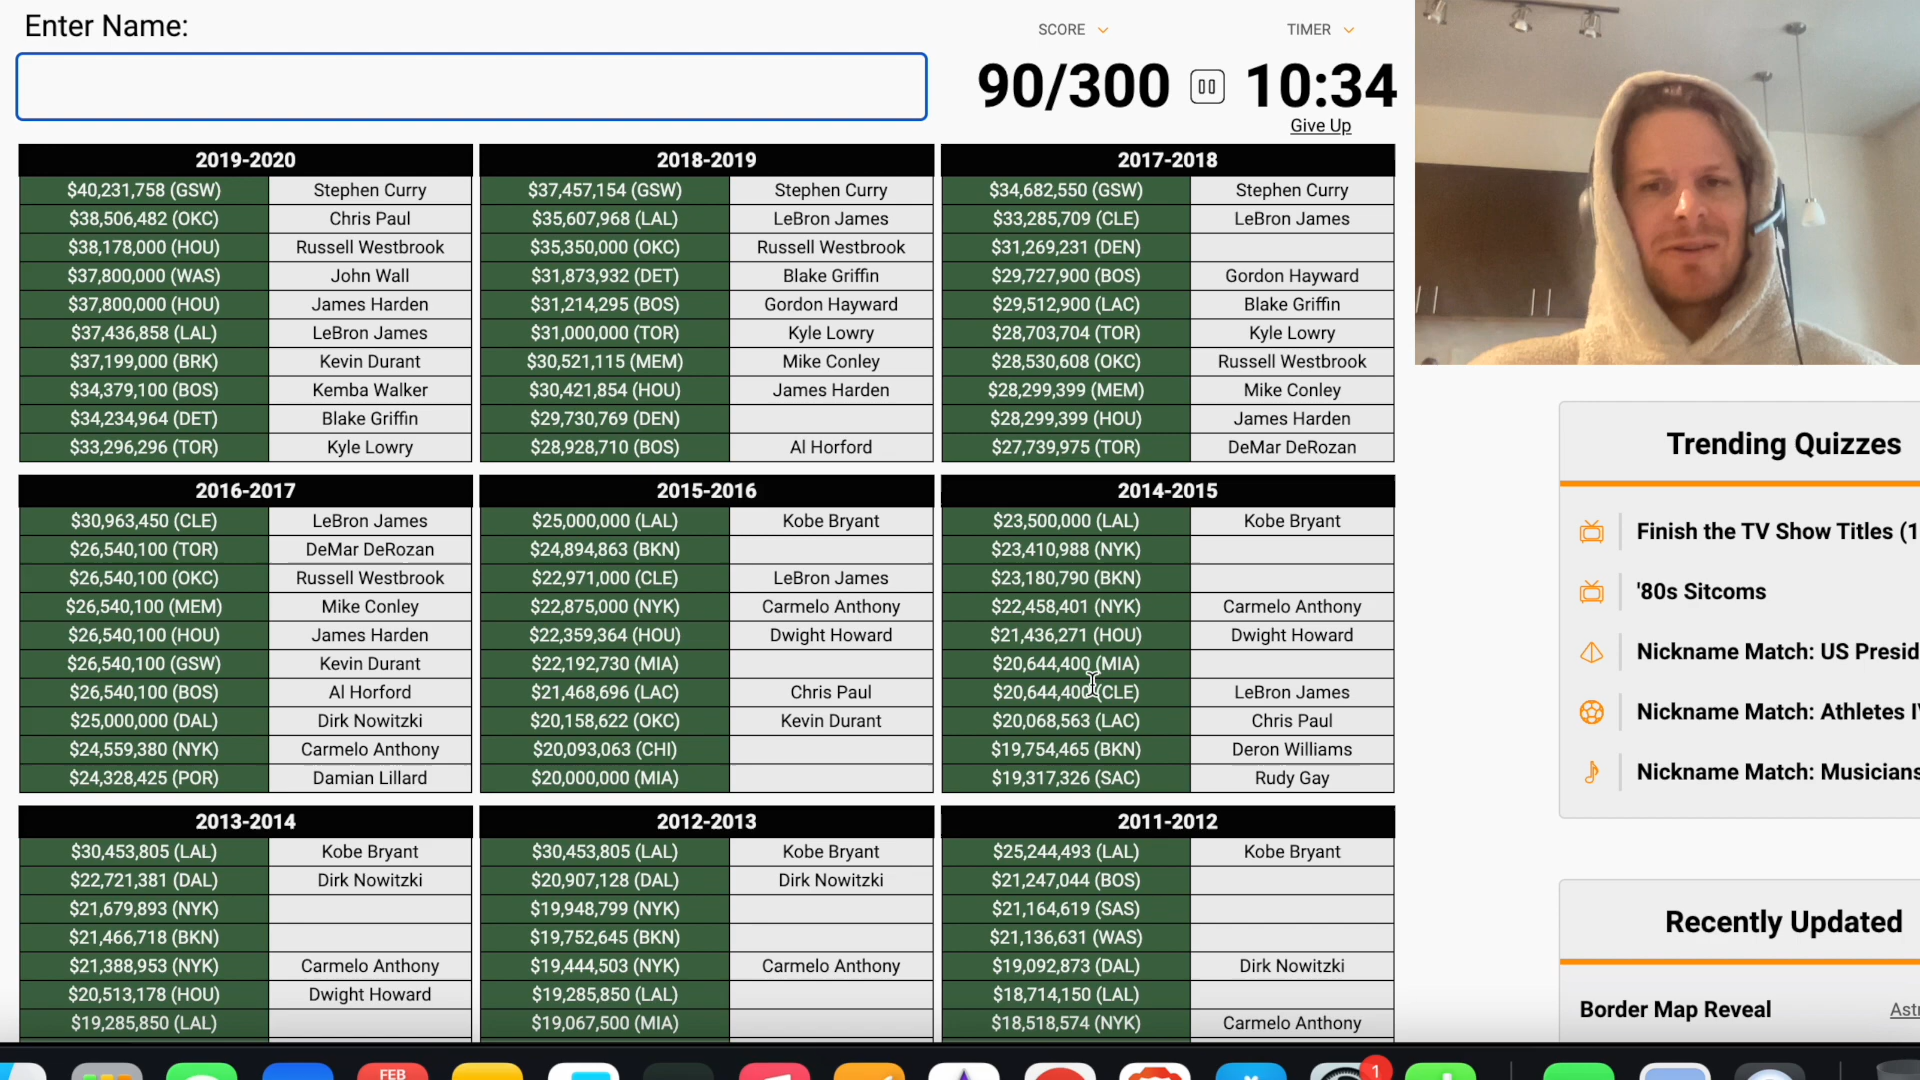 Enter Name:
SCORE
TIMER
90/300
10:34
Give Up
2019-2020
$40,231,758 (GSW) Stephen Curry
$38,506,482 (OKC) Chris Paul
$38,178,000 (HOU) Russell Westbrook
$37,800,000 (WAS) John Wall
$37,800,000 (HOU) James Harden
$37,436,858 (LAL) LeBron James
$37,199,000 (BRK) Kevin Durant
$34,379,100 (BOS) Kemba Walker
$34,234,964 (DET) Blake Griffin
$33,296,296 (TOR) Kyle Lowry
2018-2019
$37,457,154 (GSW) Stephen Curry
$35,607,968 (LAL) LeBron James
$35,350,000 (OKC) Russell Westbrook
$31,873,932 (DET) Blake Griffin
$31,214,295 (BOS) Gordon Hayward
$31,000,000 (TOR) Kyle Lowry
$30,521,115 (MEM) Mike Conley
$30,421,854 (HOU) James Harden
$29,730,769 (DEN)
$28,928,710 (BOS) Al Horford
2017-2018
$34,682,550 (GSW) Stephen Curry
$33,285,709 (CLE) LeBron James
$31,269,231 (DEN)
$29,727,900 (BOS) Gordon Hayward
$29,512,900 (LAC) Blake Griffin
$28,703,704 (TOR) Kyle Lowry
$28,530,608 (OKC) Russell Westbrook
$28,299,399 (MEM) Mike Conley
$28,299,399 (HOU) James Harden
$27,739,975 (TOR) DeMar DeRozan
2016-2017
$30,963,450 (CLE) LeBron James
$26,540,100 (TOR) DeMar DeRozan
$26,540,100 (OKC) Russell Westbrook
$26,540,100 (MEM) Mike Conley
$26,540,100 (HOU) James Harden
$26,540,100 (GSW) Kevin Durant
$26,540,100 (BOS) Al Horford
$25,000,000 (DAL) Dirk Nowitzki
$24,559,380 (NYK) Carmelo Anthony
$24,328,425 (POR) Damian Lillard
2015-2016
$25,000,000 (LAL) Kobe Bryant
$24,894,863 (BKN)
$22,971,000 (CLE) LeBron James
$22,875,000 (NYK) Carmelo Anthony
$22,359,364 (HOU) Dwight Howard
$22,192,730 (MIA)
$21,468,696 (LAC) Chris Paul
$20,158,622 (OKC) Kevin Durant
$20,093,063 (CHI)
$20,000,000 (MIA)
2014-2015
$23,500,000 (LAL) Kobe Bryant
$23,410,988 (NYK)
$23,180,790 (BKN)
$22,458,401 (NYK) Carmelo Anthony
$21,436,271 (HOU) Dwight Howard
$20,644,400 (MIA)
$20,644,400 (CLE) LeBron James
$20,068,563 (LAC) Chris Paul
$19,754,465 (BKN) Deron Williams
$19,317,326 (SAC) Rudy Gay
2013-2014
$30,453,805 (LAL) Kobe Bryant
$22,721,381 (DAL) Dirk Nowitzki
$21,679,893 (NYK)
$21,466,718 (BKN)
$21,388,953 (NYK) Carmelo Anthony
$20,513,178 (HOU) Dwight Howard
$19,285,850 (LAL)
2012-2013
$30,453,805 (LAL) Kobe Bryant
$20,907,128 (DAL) Dirk Nowitzki
$19,948,799 (NYK)
$19,752,645 (BKN)
$19,444,503 (NYK) Carmelo Anthony
$19,285,850 (LAL)
$19,067,500 (MIA)
2011-2012
$25,244,493 (LAL) Kobe Bryant
$21,247,044 (BOS)
$21,164,619 (SAS)
$21,136,631 (WAS)
$19,092,873 (DAL) Dirk Nowitzki
$18,714,150 (LAL)
$18,518,574 (NYK) Carmelo Anthony
Trending Quizzes
Finish the TV Show Titles (1
'80s Sitcoms
Nickname Match: US Presid
Nickname Match: Athletes I
Nickname Match: Musicians
Recently Updated
Border Map Reveal
Ast
FEB
1